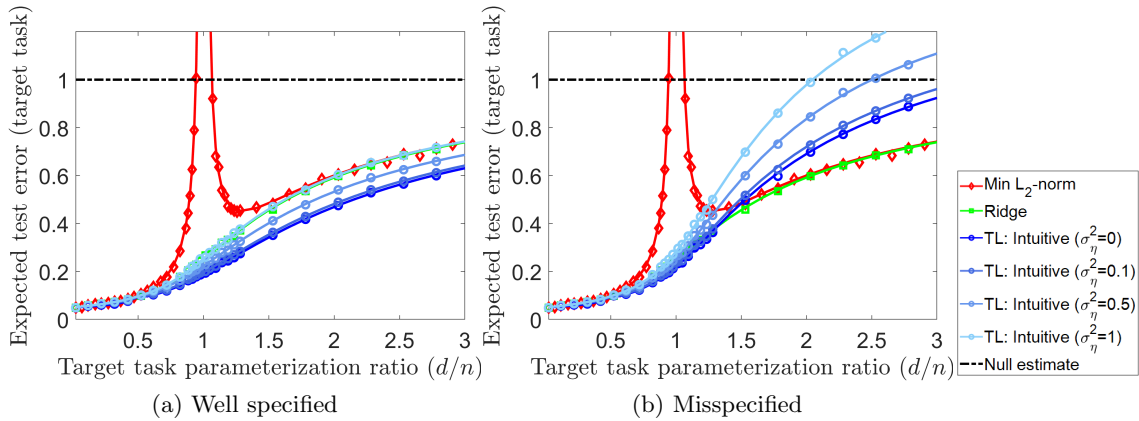 Expected test error (target task)
1
0.8
0.6
0.4
0.2
0
0.5
1
1.5
2
2.5
3
Target task parameterization ratio (d/n)
(a) Well specified
Expected test error (target task)
1
0.8
0.6
0.4
0.2
0
0.5
1
1.5
2
2.5
3
Target task parameterization ratio (d/n)
(b) Misspecified
Min L₂-norm
Ridge
TL: Intuitive (σ²_η=0)
TL: Intuitive (σ²_η=0.1)
TL: Intuitive (σ²_η=0.5)
TL: Intuitive (σ²_η=1)
Null estimate